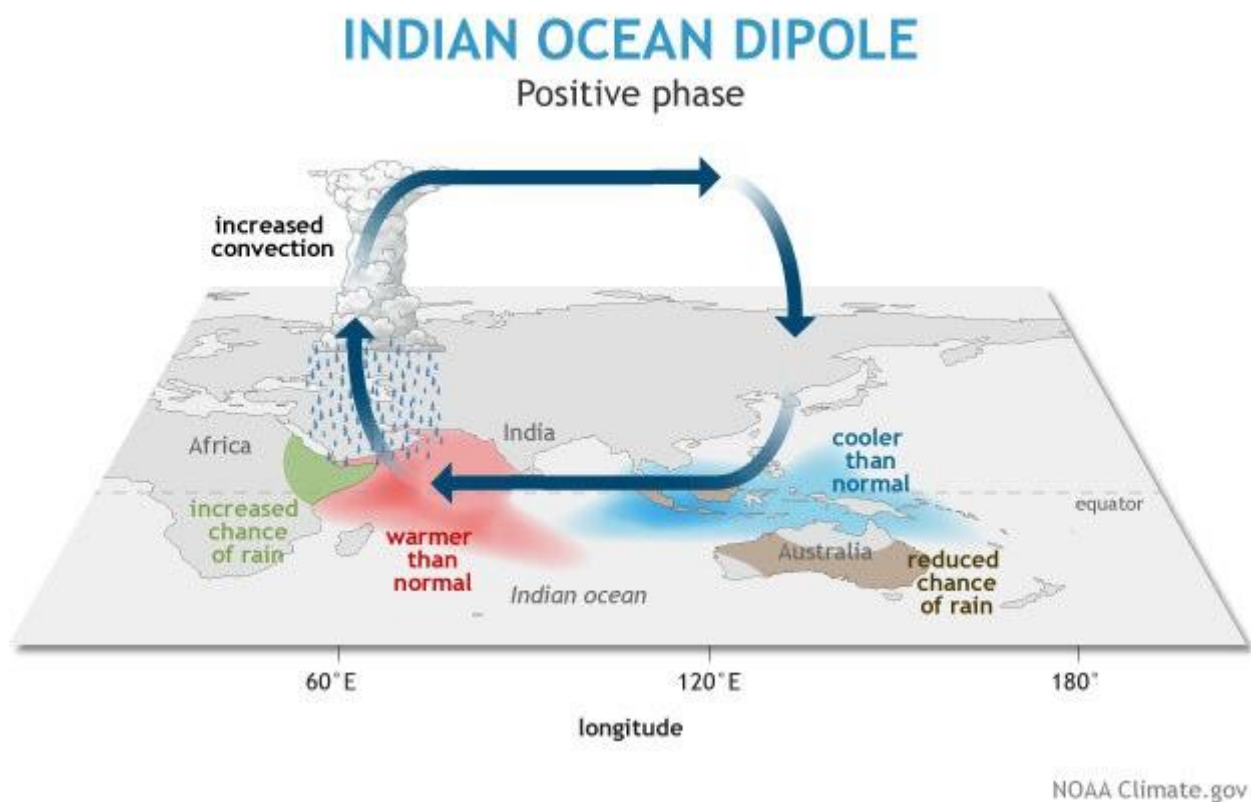 INDIAN OCEAN DIPOLE
Positive phase
increased
convection
Africa
India
cooler
than
normal
equator
increased
chance
of rain
warmer
than
normal
Australia
reduced
chance
of rain
Indian ocean
60°E
120°E
180°
longitude
NOAA Climate.gov